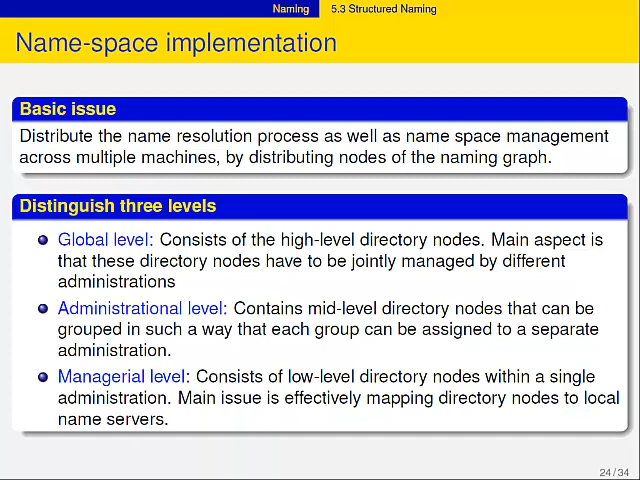 Naming 5.3 Structured Naming
Name-space implementation
Basic issue
Distribute the name resolution process as well as name space management
across multiple machines, by distributing nodes of the naming graph.
Distinguish three levels
Global level: Consists of the high-level directory nodes. Main aspect is
that these directory nodes have to be jointly managed by different
administrations
Administrational level: Contains mid-level directory nodes that can be
grouped in such a way that each group can be assigned to a separate
administration.
Managerial level: Consists of low-level directory nodes within a single
administration. Main issue is effectively mapping directory nodes to local
name servers.
24 / 34